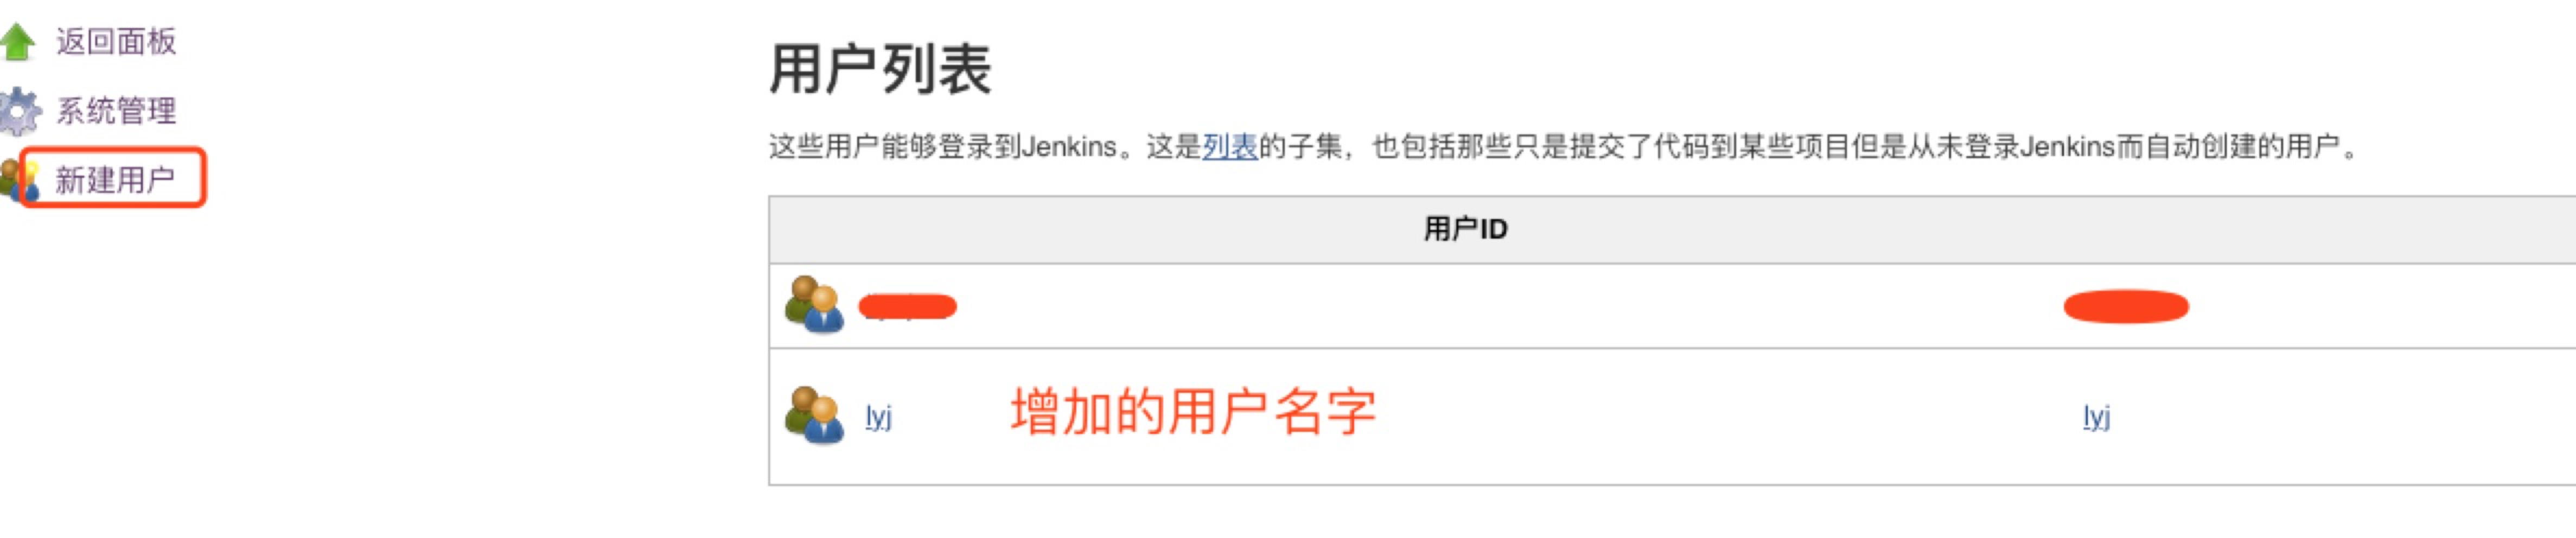 返回面板
系统管理
新建用户
用户列表
这些用户能够登录到Jenkins。这是列表的子集，也包括那些只是提交了代码到某些项目但是从未登录Jenkins而自动创建的用户。
用户ID
lyj 增加的用户名字 lyj